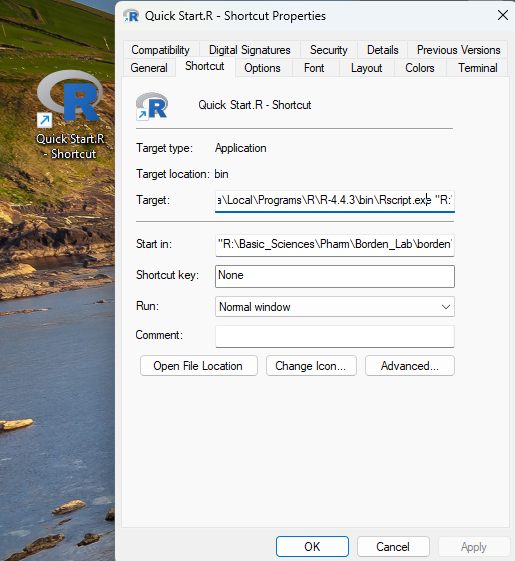 Quick Start.R - Shortcut Properties
Compatibility Digital Signatures Security Details Previous Versions
General Shortcut Options Font Layout Colors Terminal
R
Quick Start.R
- Shortcut
Quick Start.R - Shortcut
Target type: Application
Target location: bin
Target: a\Local\Programs\R\R-4.4.3\bin\Rscript.exe "R:\
Start in: "R:\Basic_Sciences\Pharm\Borden_Lab\borden\
Shortcut key: None
Run: Normal window
Comment:
Open File Location Change Icon... Advanced...
OK Cancel Apply